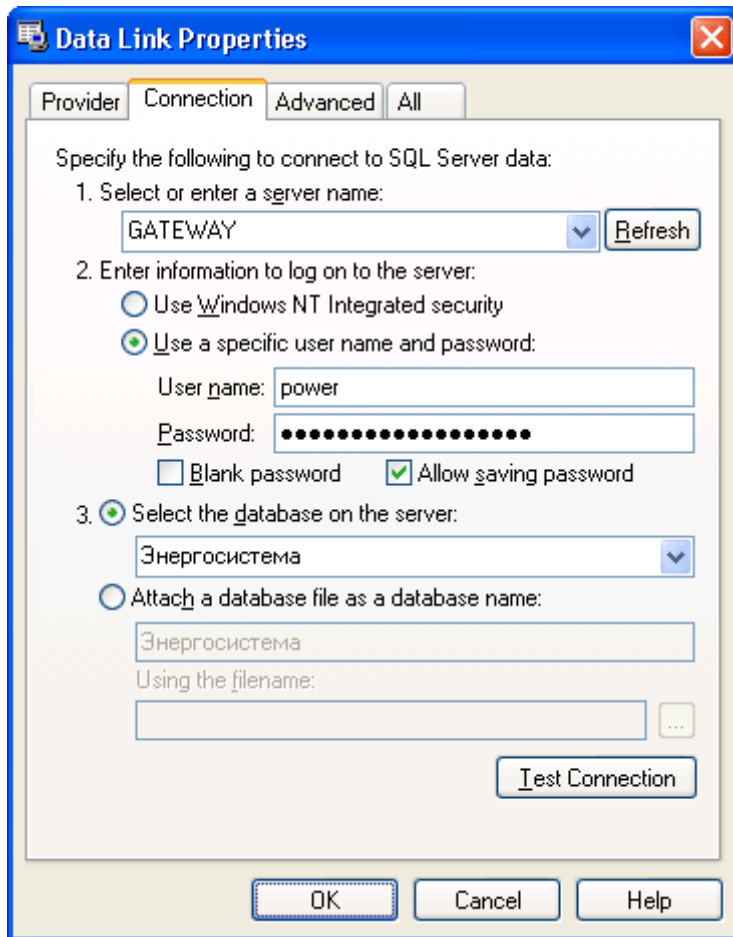 Data Link Properties
Provider Connection Advanced All
Specify the following to connect to SQL Server data:
1. Select or enter a server name:
GATEWAY Refresh
2. Enter information to log on to the server:
Use Windows NT Integrated security
Use a specific user name and password:
User name: power
Password: ●●●●●●●●●●●●●●●●●●
Blank password Allow saving password
3. Select the database on the server:
Энергосистема
Attach a database file as a database name:
Энергосистема
Using the filename:
...
Test Connection
OK Cancel Help